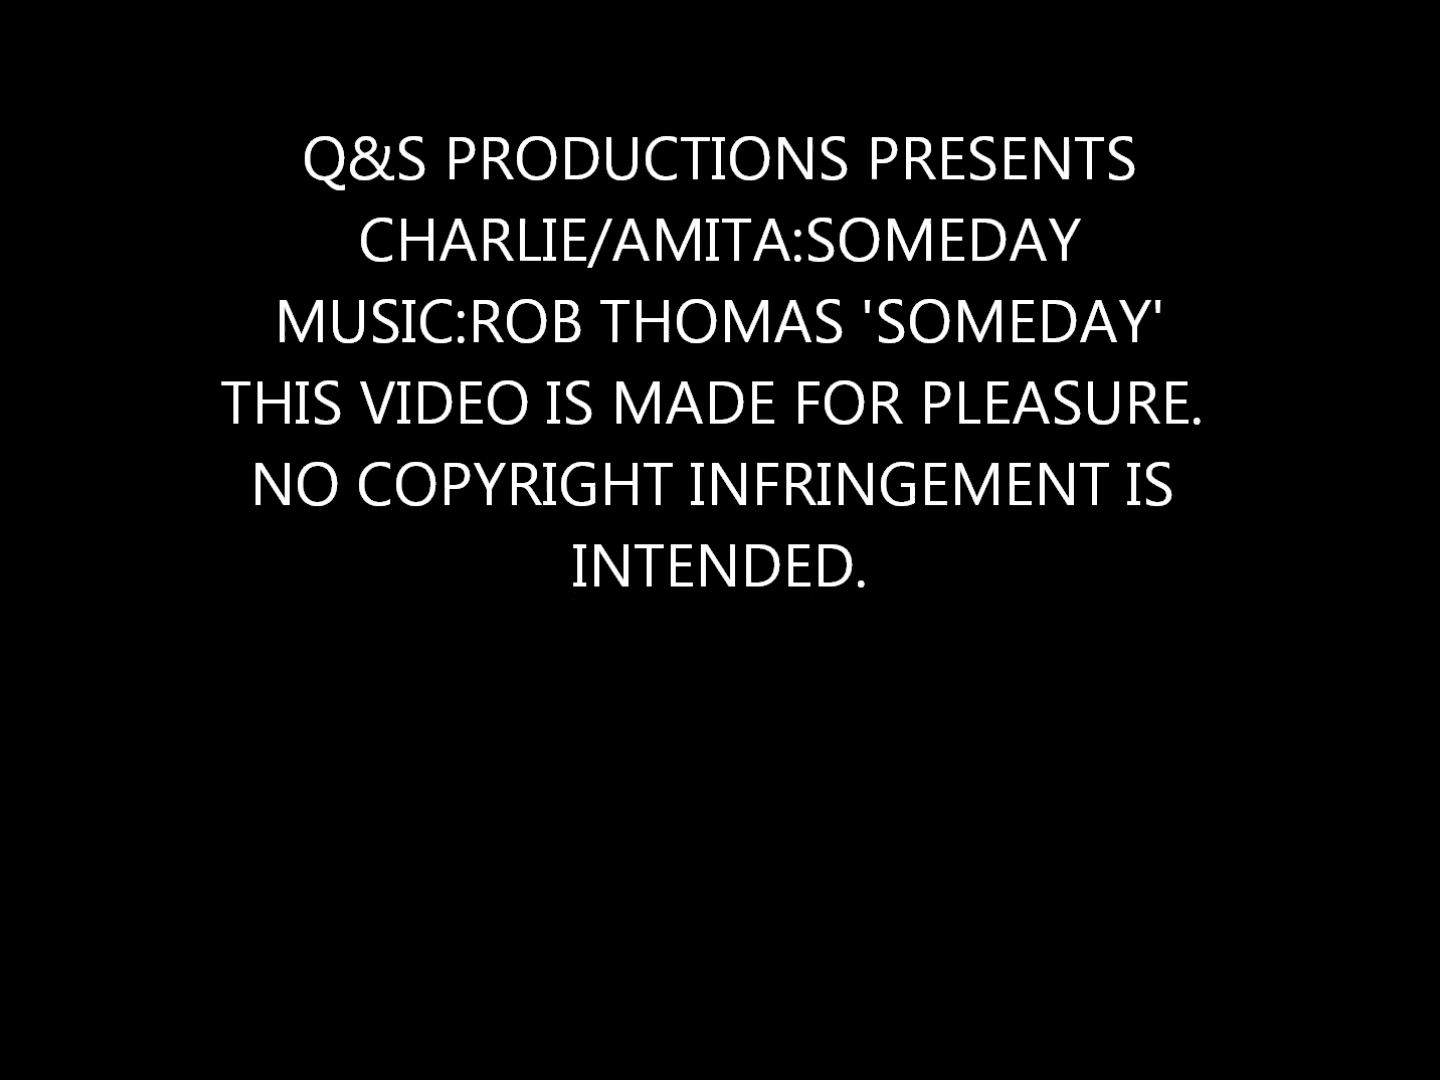 Q&S PRODUCTIONS PRESENTS
CHARLIE/AMITA:SOMEDAY
MUSIC:ROB THOMAS 'SOMEDAY'
THIS VIDEO IS MADE FOR PLEASURE.
NO COPYRIGHT INFRINGEMENT IS
INTENDED.